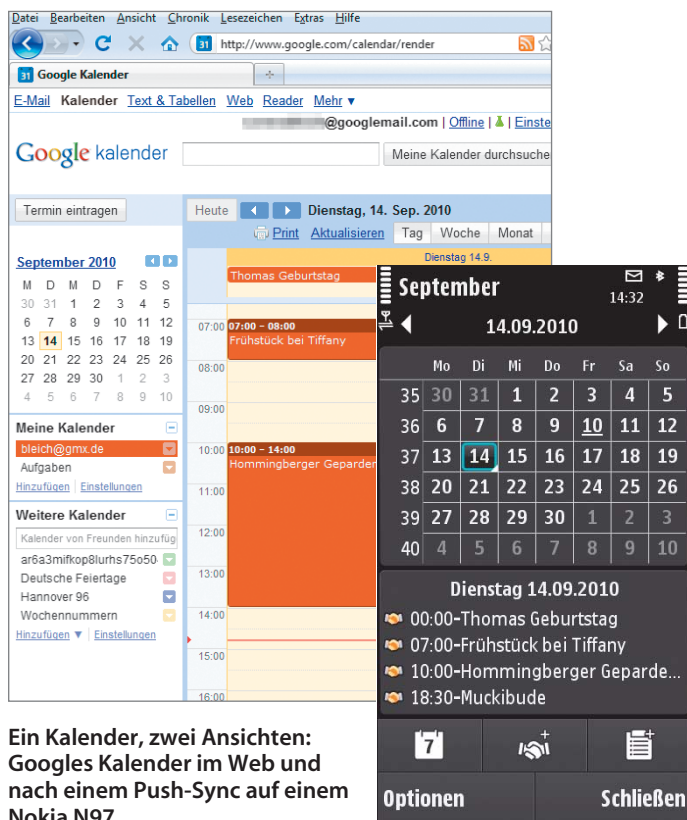 Datei Bearbeiten Ansicht Chronik Lesezeichen Extras Hilfe
31 http://www.google.com/calendar/render
31 Google Kalender
E-Mail Kalender Text & Tabellen Web Reader Mehr ▼
@googlemail.com | Offline | Einste
Google kalender
Meine Kalender durchsuche
Termin eintragen
Heute Dienstag, 14. Sep. 2010
Print Aktualisieren Tag Woche Monat
Dienstag 14.9.
Thomas Geburtstag
September 2010
M D M D F S S
30 31 1 2 3 4 5
6 7 8 9 10 11 12
13 14 15 16 17 18 19
20 21 22 23 24 25 26
27 28 29 30 1 2 3
4 5 6 7 8 9 10
Meine Kalender
bleich@gmx.de
Aufgaben
Hinzufügen Einstellungen
Weitere Kalender
Kalender von Freunden hinzufüg
ar6a3mifkop8lurhs75o50
Deutsche Feiertage
Hannover 96
Wochennummern
Hinzufügen ▼ Einstellungen
07:00 07:00 – 08:00
Frühstück bei Tiffany
08:00
09:00
10:00 10:00 – 14:00
Hommingberger Geparden
11:00
12:00
13:00
14:00
15:00
16:00
September
14:32
14.09.2010
Mo Di Mi Do Fr Sa So
35 30 31 1 2 3 4 5
36 6 7 8 9 10 11 12
37 13 14 15 16 17 18 19
38 20 21 22 23 24 25 26
39 27 28 29 30 1 2 3
40 4 5 6 7 8 9 10
Dienstag 14.09.2010
00:00-Thomas Geburtstag
07:00-Frühstück bei Tiffany
10:00-Hommingberger Geparde...
18:30-Muckibude
7
Optionen Schließen
Ein Kalender, zwei Ansichten:
Googles Kalender im Web und
nach einem Push-Sync auf einem
Nokia N97